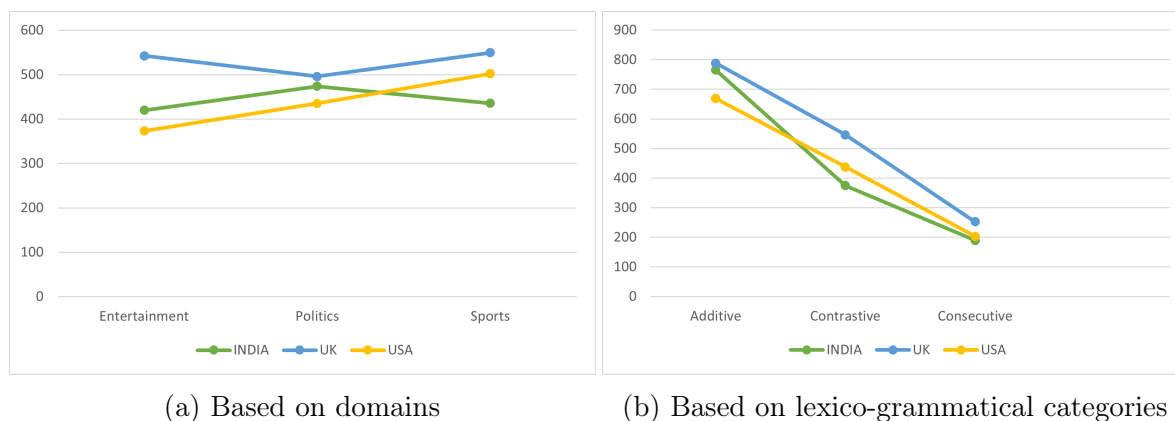 600
500
400
300
200
100
0
Entertainment Politics Sports
INDIA UK USA
(a) Based on domains
900
800
700
600
500
400
300
200
100
0
Additive Contrastive Consecutive
INDIA UK USA
(b) Based on lexico-grammatical categories